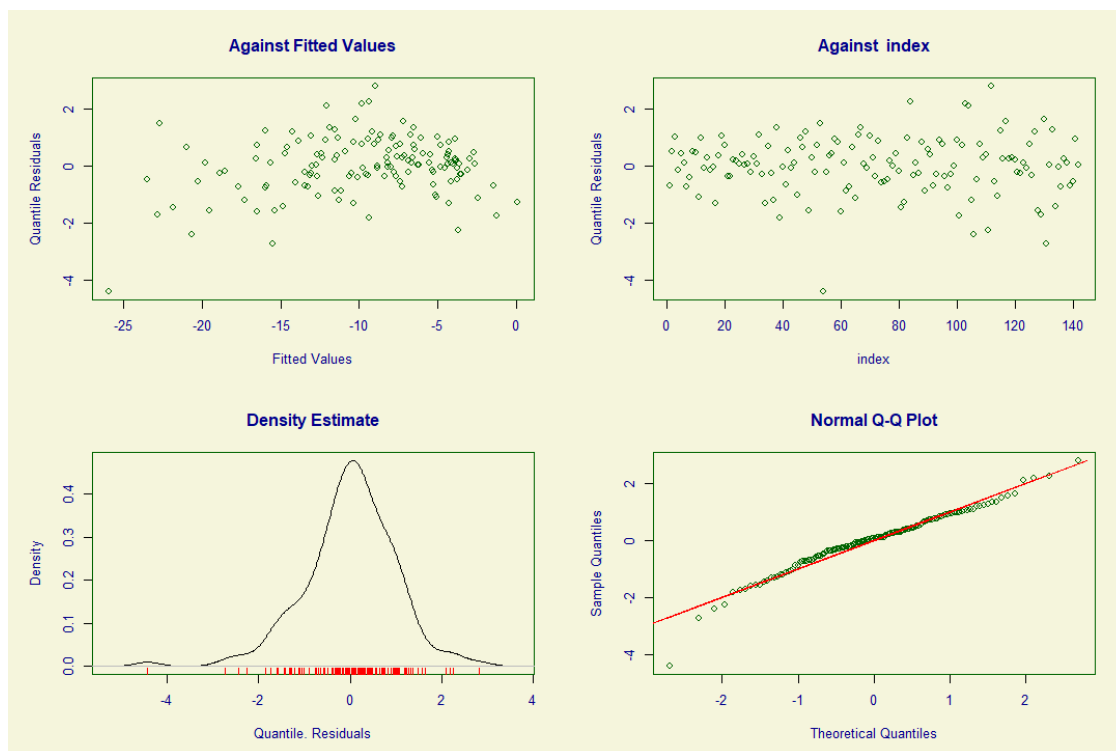 Against Fitted Values
Quantile Residuals
2
0
-2
-4
-25 -20 -15 -10 -5 0
Fitted Values
Against  index
Quantile Residuals
2
0
-2
-4
0 20 40 60 80 100 120 140
index
Density Estimate
Density
0.4
0.3
0.2
0.1
0.0
-4 -2 0 2 4
Quantile. Residuals
Normal Q-Q Plot
Sample Quantiles
2
0
-2
-4
-2 -1 0 1 2
Theoretical Quantiles